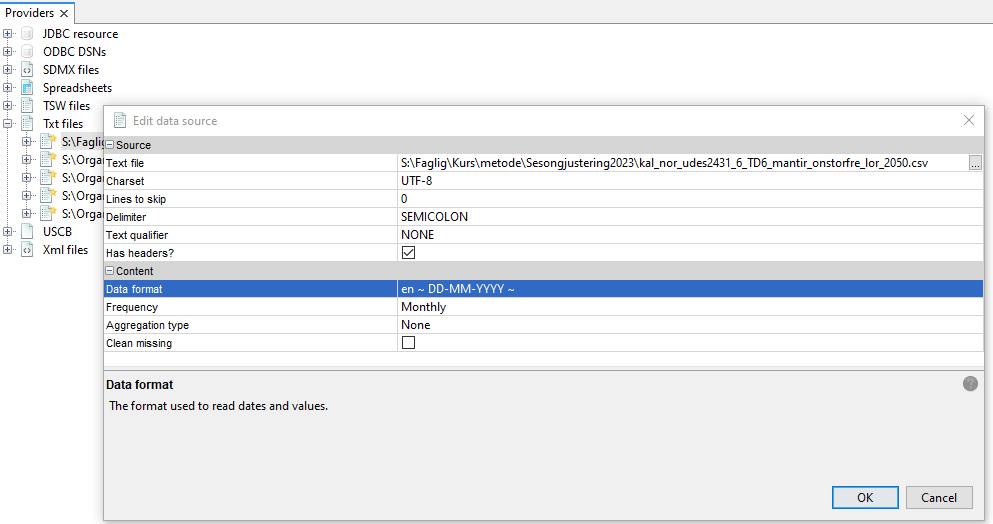 Providers
JDBC resource
ODBC DSNs
SDMX files
Spreadsheets
TSW files
Txt files
S:\Faglig
S:\Orga
S:\Orga
S:\Orga
S:\Orga
USCB
Xml files
Edit data source
Source
Text file S:\Faglig\Kurs\metode\Sesongjustering2023\kal_nor_udes2431_6_TD6_mantir_onstorfre_lor_2050.csv ...
Charset UTF-8
Lines to skip 0
Delimiter SEMICOLON
Text qualifier NONE
Has headers?
Content
Data format en ~ DD-MM-YYYY ~
Frequency Monthly
Aggregation type None
Clean missing
Data format
?
The format used to read dates and values.
OK Cancel